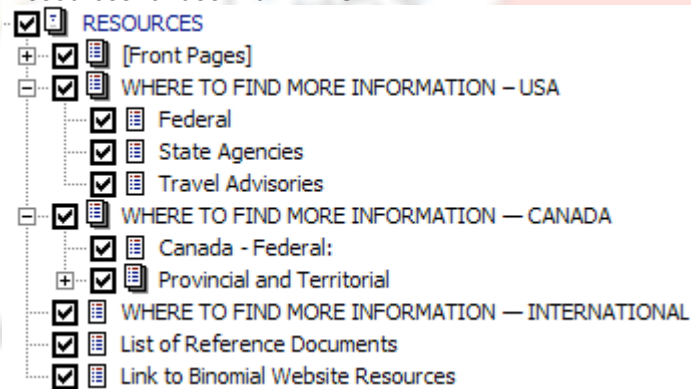 RESOURCES
[Front Pages]
WHERE TO FIND MORE INFORMATION – USA
Federal
State Agencies
Travel Advisories
WHERE TO FIND MORE INFORMATION — CANADA
Canada - Federal:
Provincial and Territorial
WHERE TO FIND MORE INFORMATION — INTERNATIONAL
List of Reference Documents
Link to Binomial Website Resources